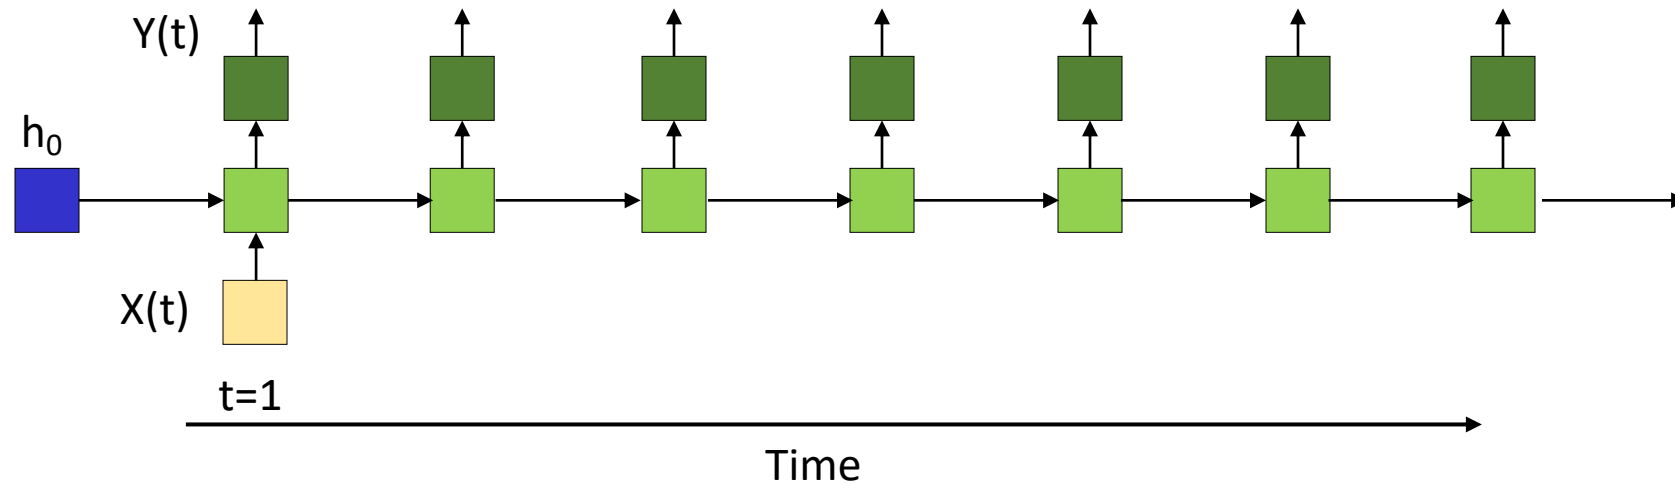 Y(t)
h₀
X(t)
t=1
Time